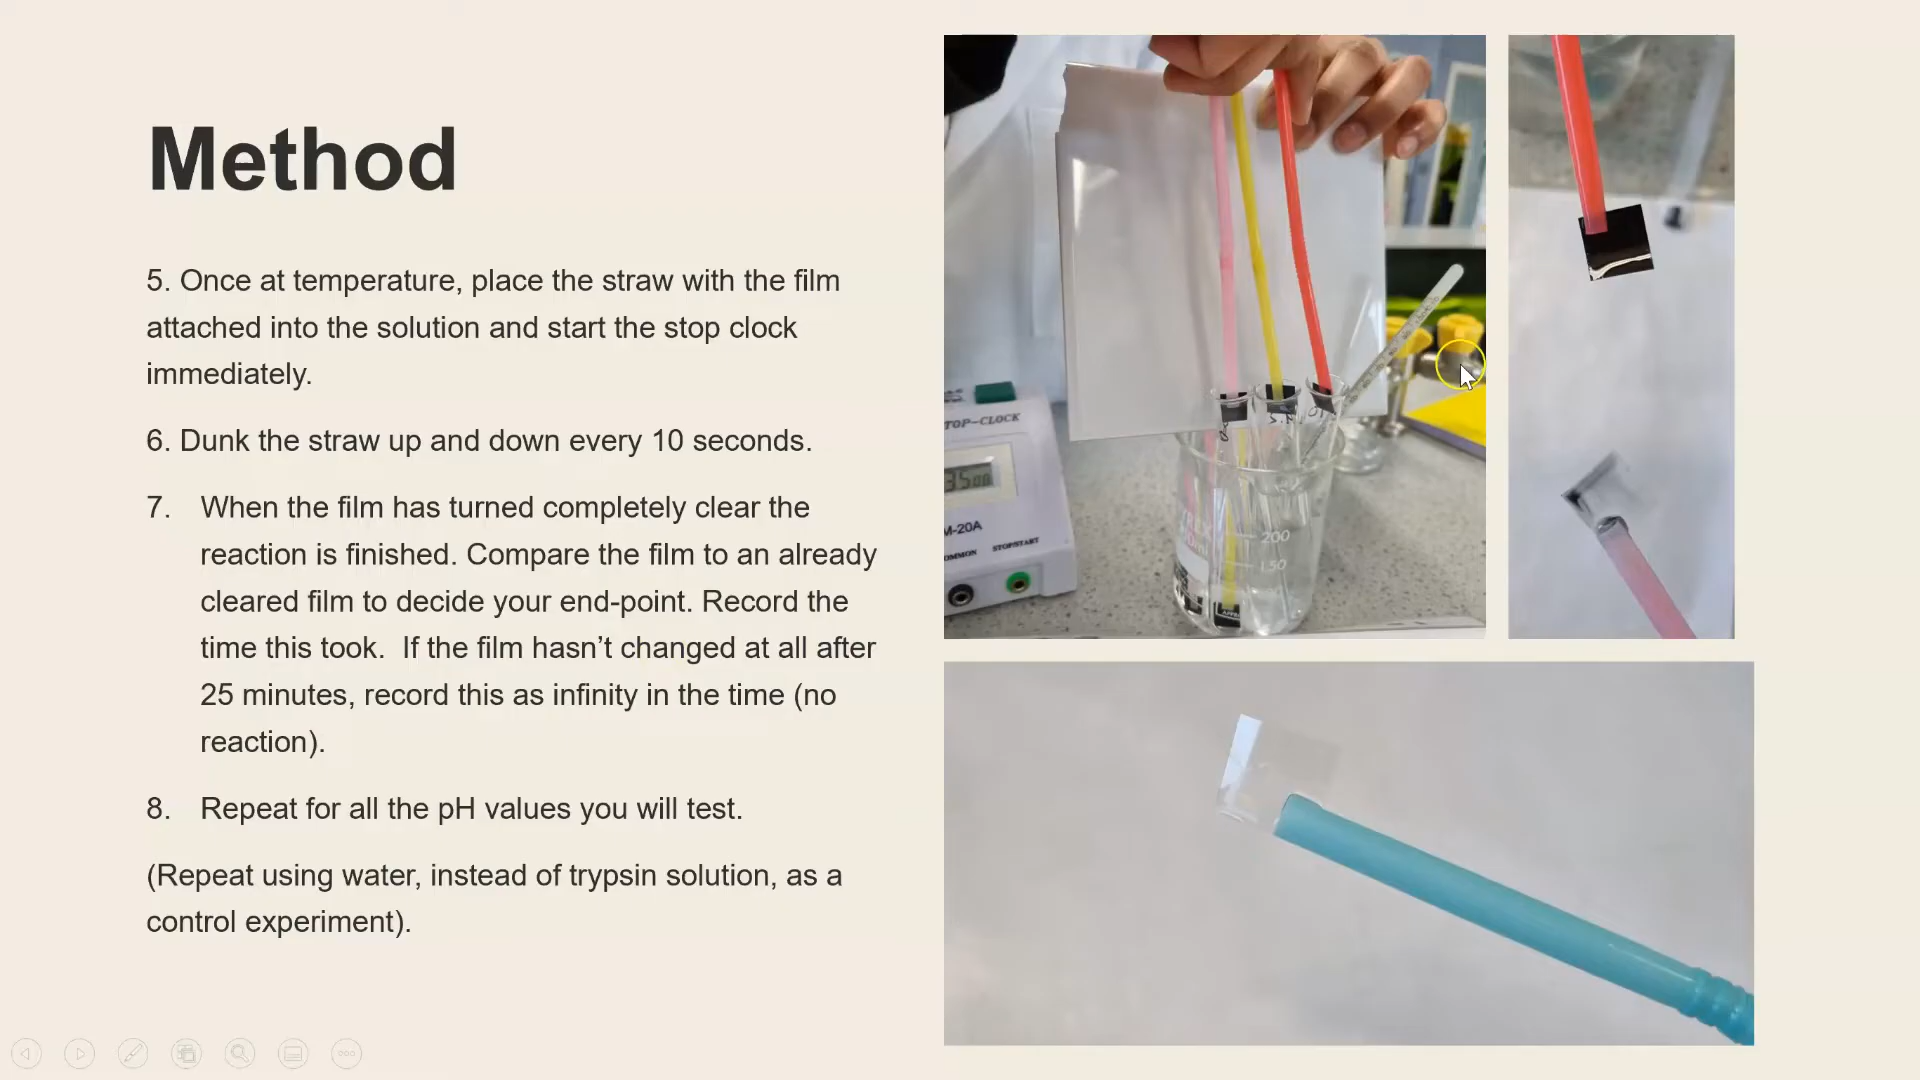 Method
5. Once at temperature, place the straw with the film
attached into the solution and start the stop clock
immediately.
6. Dunk the straw up and down every 10 seconds.
7. When the film has turned completely clear the
reaction is finished. Compare the film to an already
cleared film to decide your end-point. Record the
time this took.  If the film hasn’t changed at all after
25 minutes, record this as infinity in the time (no
reaction).
8. Repeat for all the pH values you will test.
(Repeat using water, instead of trypsin solution, as a
control experiment).
TOP-CLOCK
M-20A
OMMON STOP/START
200
150